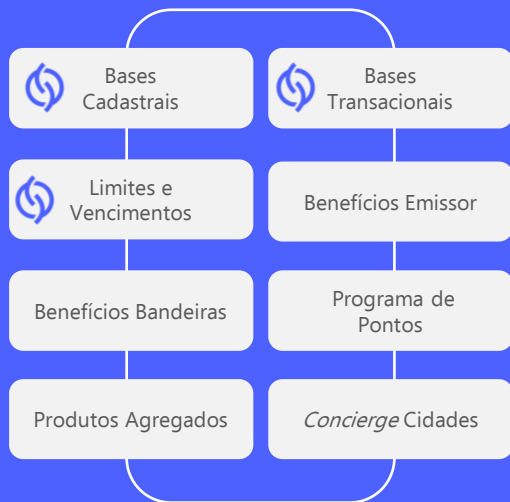 Bases
Cadastrais
Bases
Transacionais
Limites e
Vencimentos
Benefícios Emissor
Benefícios Bandeiras
Programa de
Pontos
Produtos Agregados
Concierge Cidades